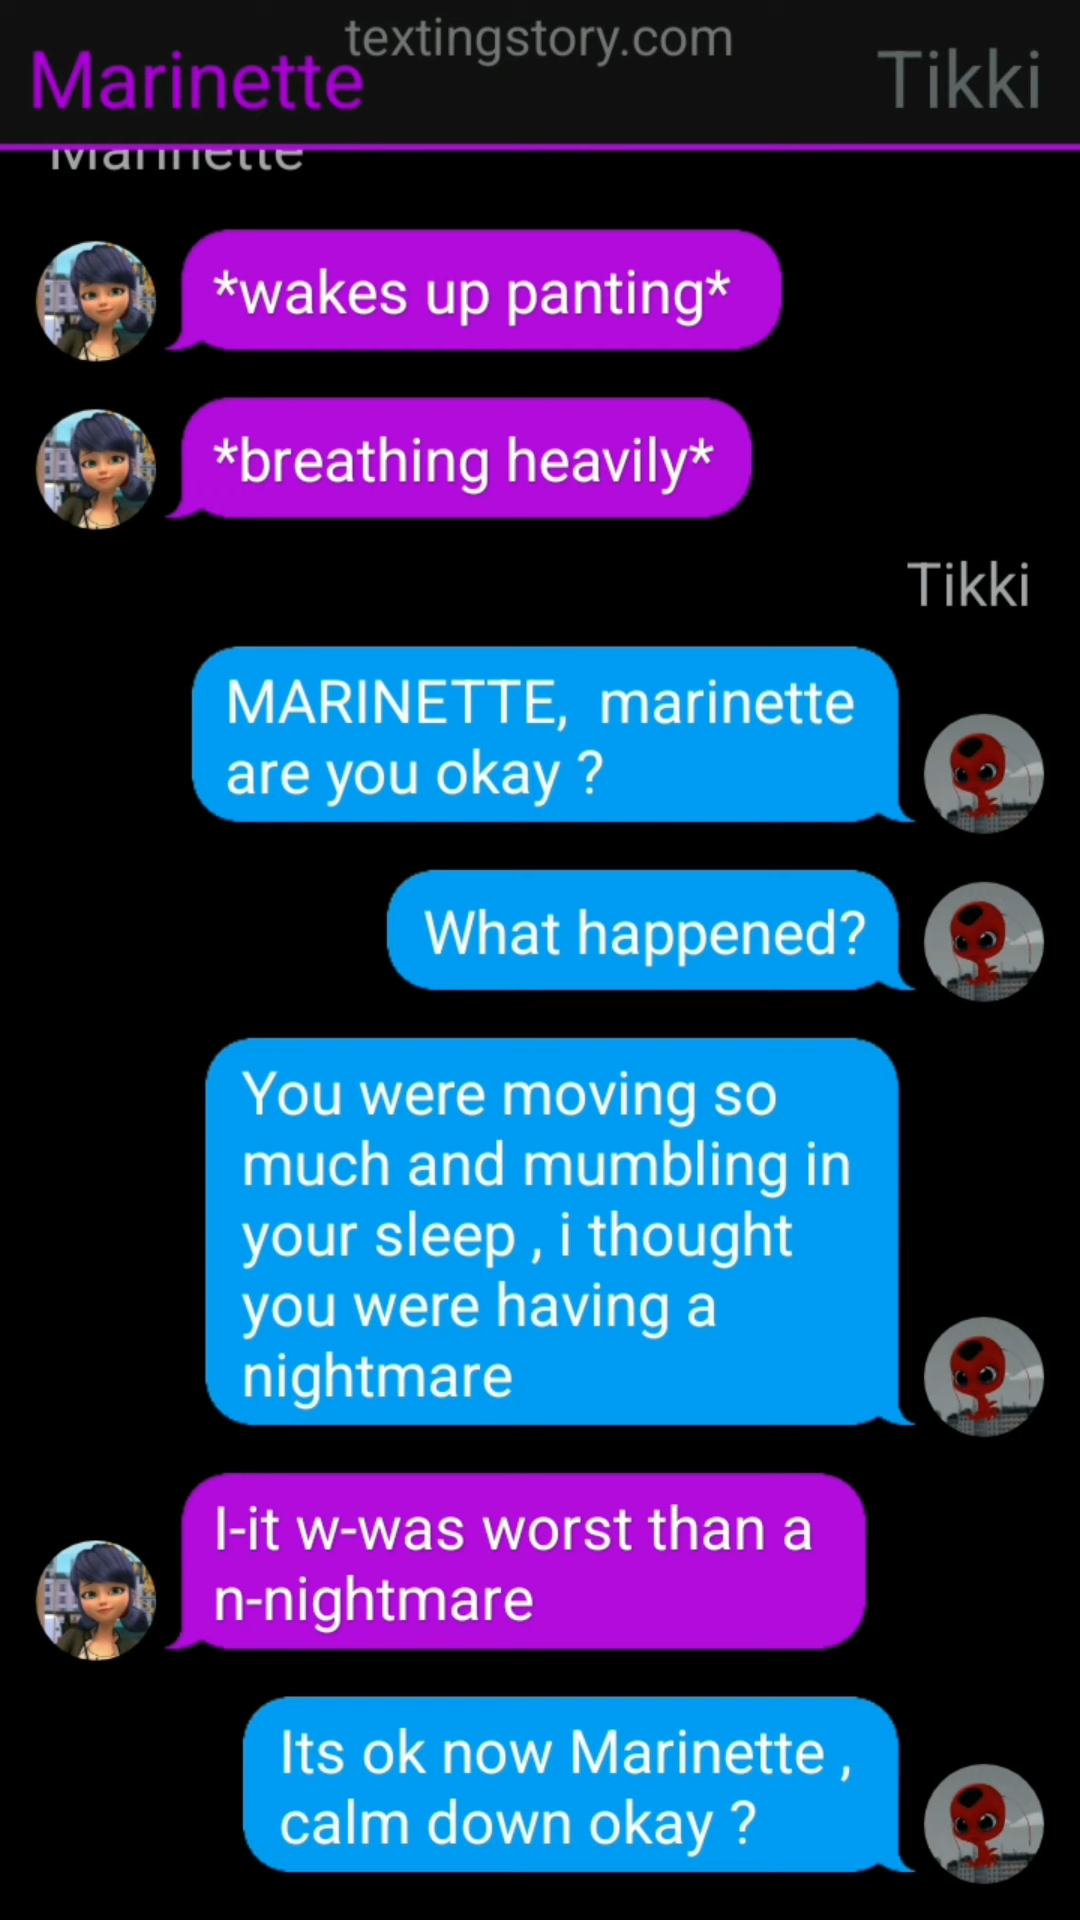 textingstory.com
Marinette
Tikki
Marinette
*wakes up panting*
*breathing heavily*
Tikki
MARINETTE,  marinette
are you okay ?
What happened?
You were moving so
much and mumbling in
your sleep , i thought
you were having a
nightmare
I-it w-was worst than a
n-nightmare
Its ok now Marinette ,
calm down okay ?